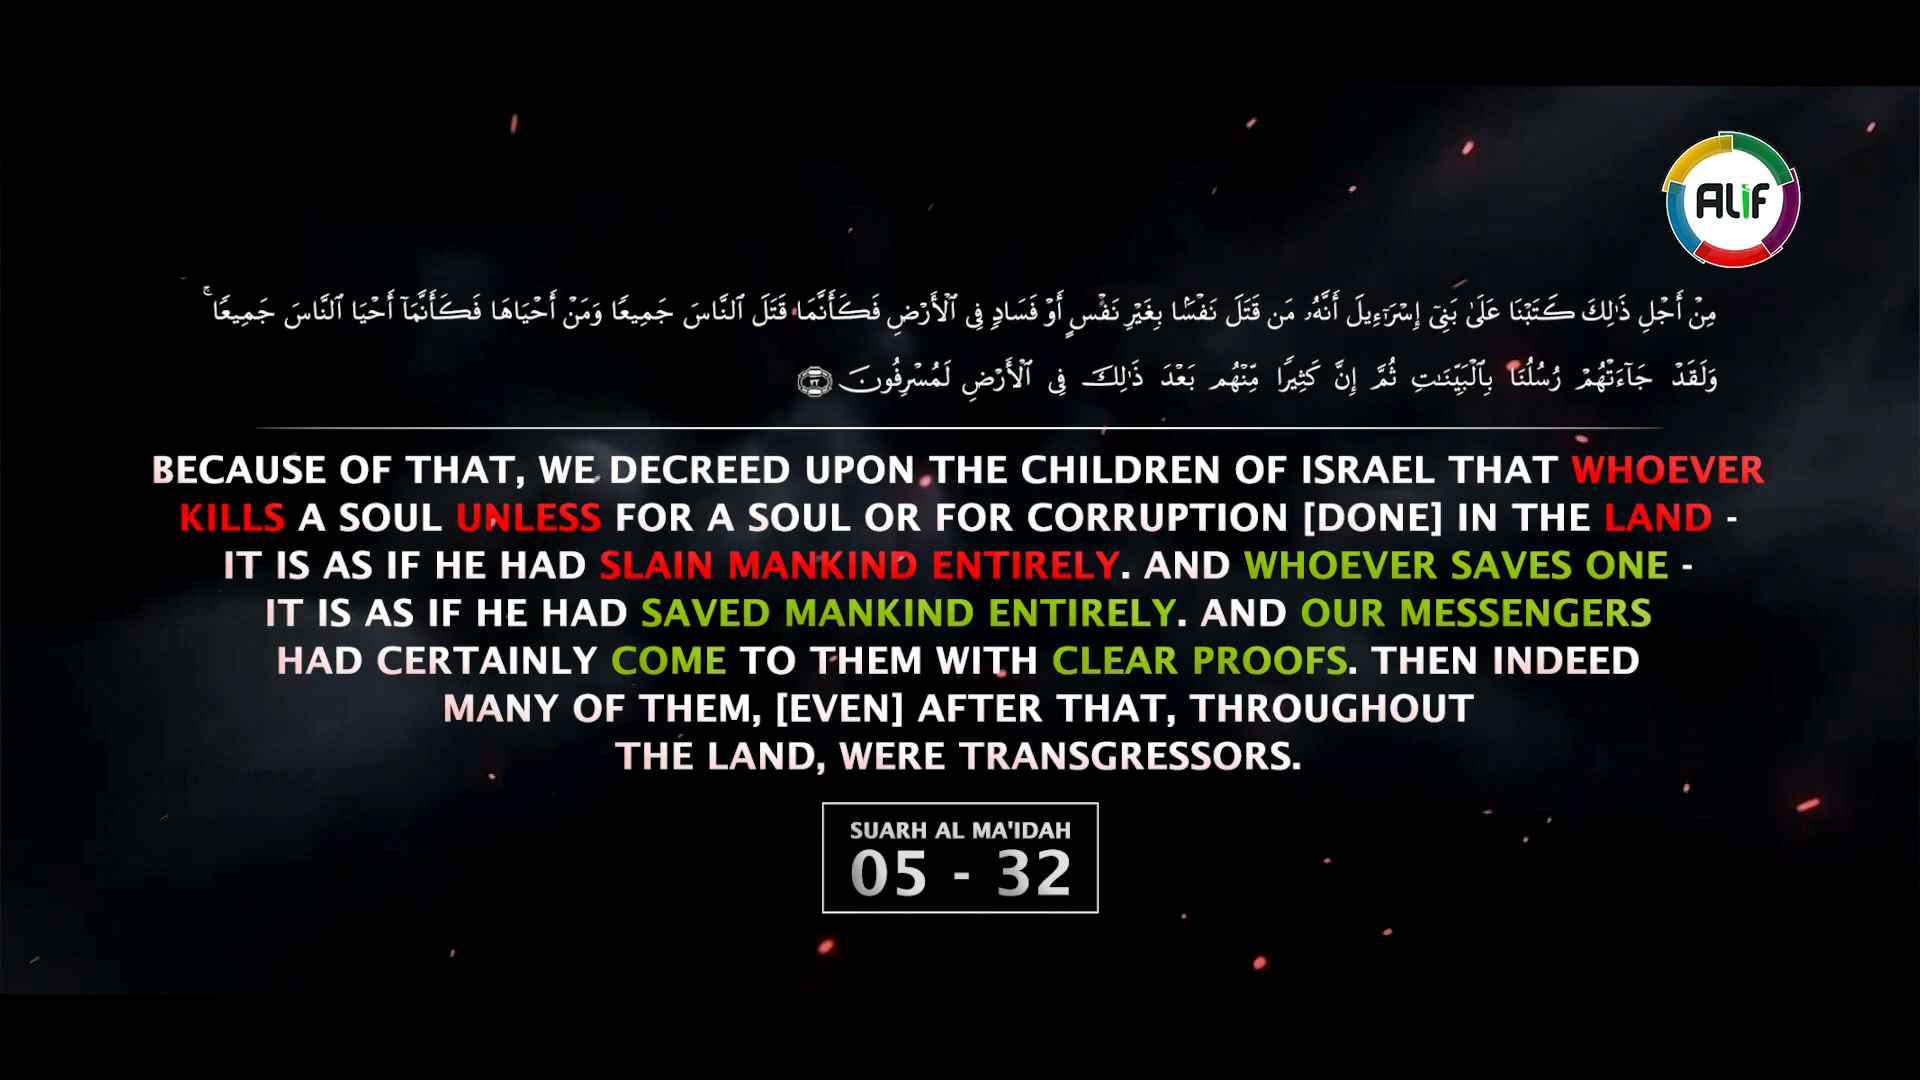 ALIF
مِنْ أَجْلِ ذَٰلِكَ كَتَبْنَا عَلَىٰ بَنِىٓ إِسْرَٰٓءِيلَ أَنَّهُۥ مَن قَتَلَ نَفْسًۢا بِغَيْرِ نَفْسٍ أَوْ فَسَادٍ فِى ٱلْأَرْضِ فَكَأَنَّمَا قَتَلَ ٱلنَّاسَ جَمِيعًا وَمَنْ أَحْيَاهَا فَكَأَنَّمَآ أَحْيَا ٱلنَّاسَ جَمِيعًا ۚ
وَلَقَدْ جَآءَتْهُمْ رُسُلُنَا بِٱلْبَيِّنَـٰتِ ثُمَّ إِنَّ كَثِيرًا مِّنْهُم بَعْدَ ذَٰلِكَ فِى ٱلْأَرْضِ لَمُسْرِفُونَ ٣٢
BECAUSE OF THAT, WE DECREED UPON THE CHILDREN OF ISRAEL THAT WHOEVER
KILLS A SOUL UNLESS FOR A SOUL OR FOR CORRUPTION [DONE] IN THE LAND -
IT IS AS IF HE HAD SLAIN MANKIND ENTIRELY. AND WHOEVER SAVES ONE -
IT IS AS IF HE HAD SAVED MANKIND ENTIRELY. AND OUR MESSENGERS
HAD CERTAINLY COME TO THEM WITH CLEAR PROOFS. THEN INDEED
MANY OF THEM, [EVEN] AFTER THAT, THROUGHOUT
THE LAND, WERE TRANSGRESSORS.
SUARH AL MA'IDAH
05 - 32